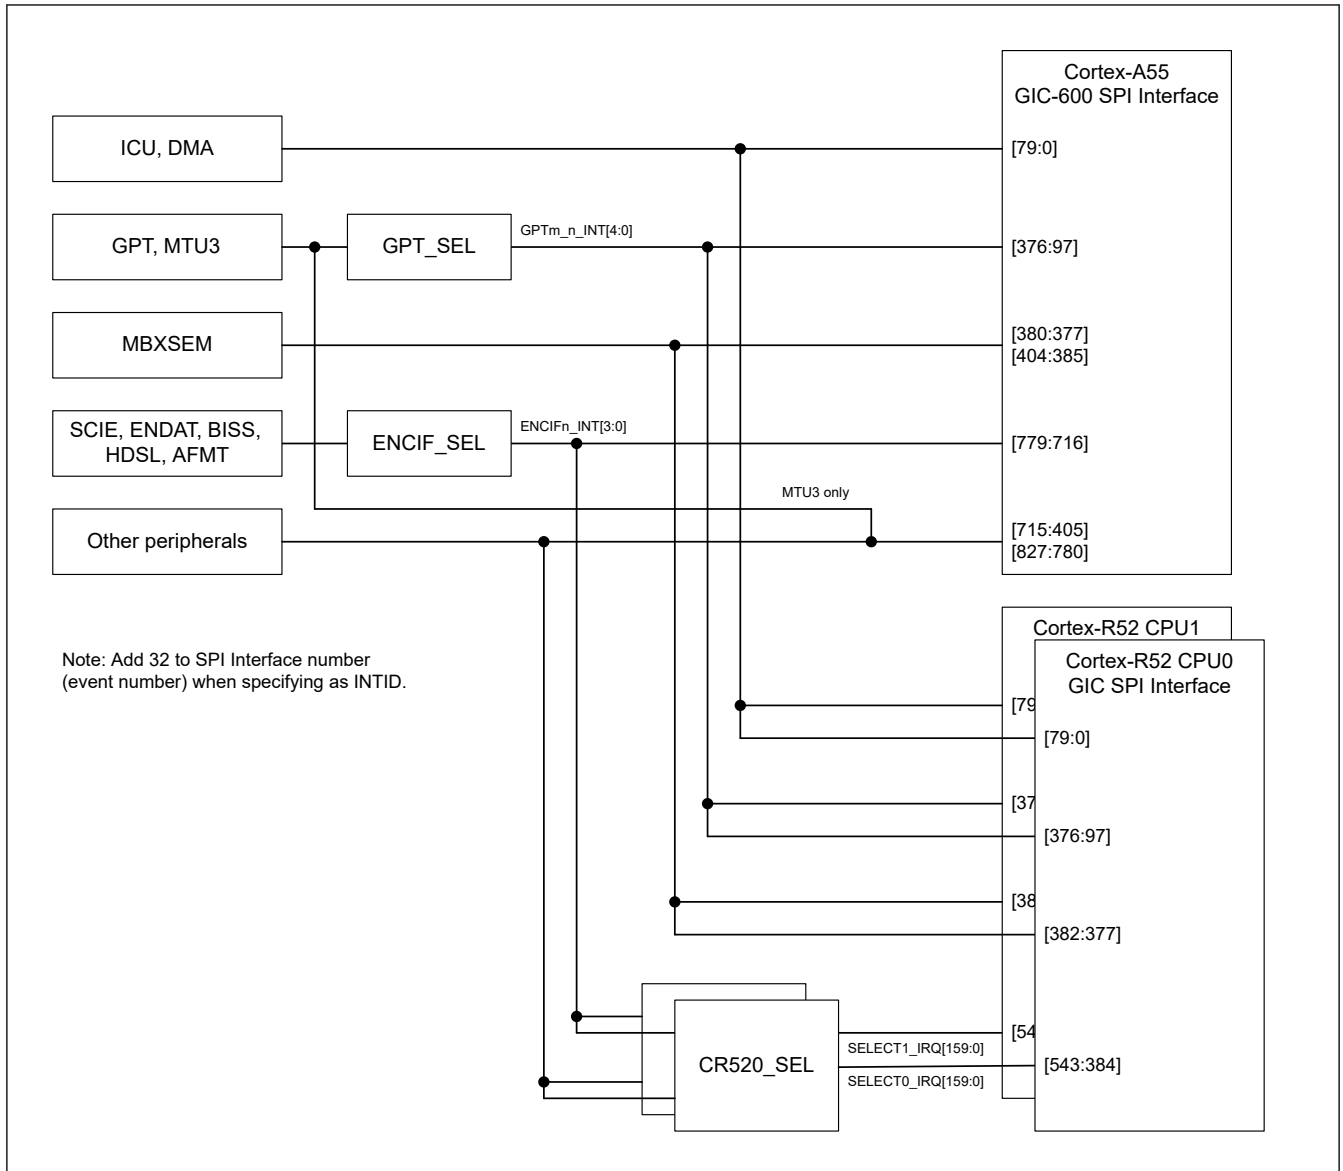 Cortex-A55
GIC-600 SPI Interface
ICU, DMA
[79:0]
GPT, MTU3
GPT_SEL
GPTm_n_INT[4:0]
[376:97]
MBXSEM
[380:377]
[404:385]
SCIE, ENDAT, BISS,
HDSL, AFMT
ENCIF_SEL
ENCIFn_INT[3:0]
[779:716]
MTU3 only
Other peripherals
[715:405]
[827:780]
Note: Add 32 to SPI Interface number
(event number) when specifying as INTID.
Cortex-R52 CPU1
Cortex-R52 CPU0
GIC SPI Interface
[79
[79:0]
[37
[376:97]
[38
[382:377]
CR520_SEL
[54
SELECT1_IRQ[159:0]
[543:384]
SELECT0_IRQ[159:0]